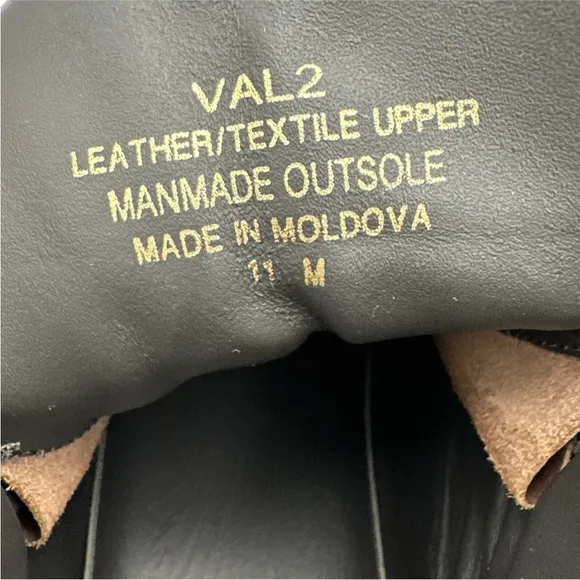 VAL2
LEATHER/TEXTILE UPPER
MANMADE OUTSOLE
MADE IN MOLDOVA
11 M